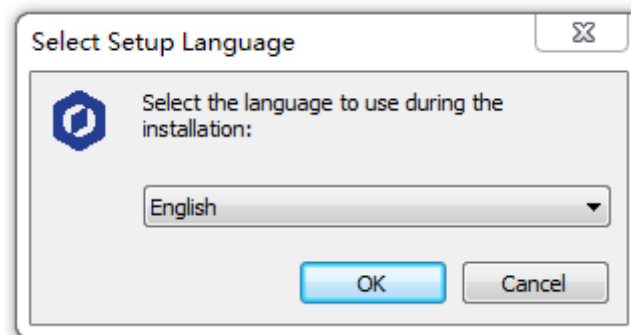 Select Setup Language
Select the language to use during the
installation:
English
OK
Cancel